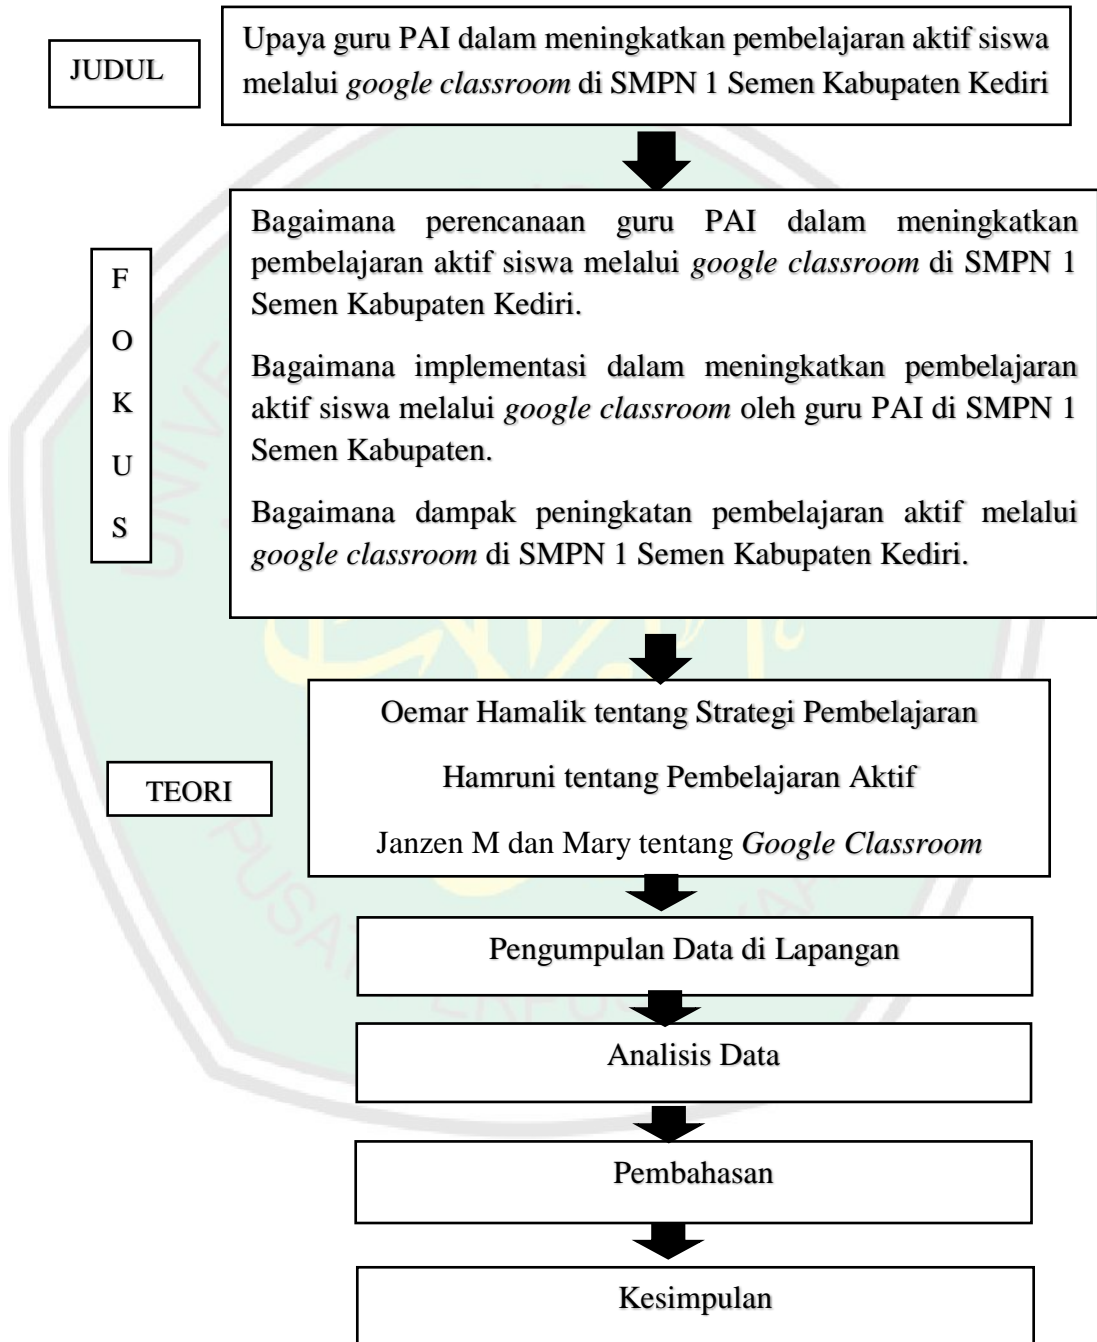 JUDUL
Upaya guru PAI dalam meningkatkan pembelajaran aktif siswa
melalui google classroom di SMPN 1 Semen Kabupaten Kediri
F
O
K
U
S
Bagaimana perencanaan guru PAI dalam meningkatkan
pembelajaran aktif siswa melalui google classroom di SMPN 1
Semen Kabupaten Kediri.
Bagaimana implementasi dalam meningkatkan pembelajaran
aktif siswa melalui google classroom oleh guru PAI di SMPN 1
Semen Kabupaten.
Bagaimana dampak peningkatan pembelajaran aktif melalui
google classroom di SMPN 1 Semen Kabupaten Kediri.
TEORI
Oemar Hamalik tentang Strategi Pembelajaran
Hamruni tentang Pembelajaran Aktif
Janzen M dan Mary tentang Google Classroom
Pengumpulan Data di Lapangan
Analisis Data
Pembahasan
Kesimpulan